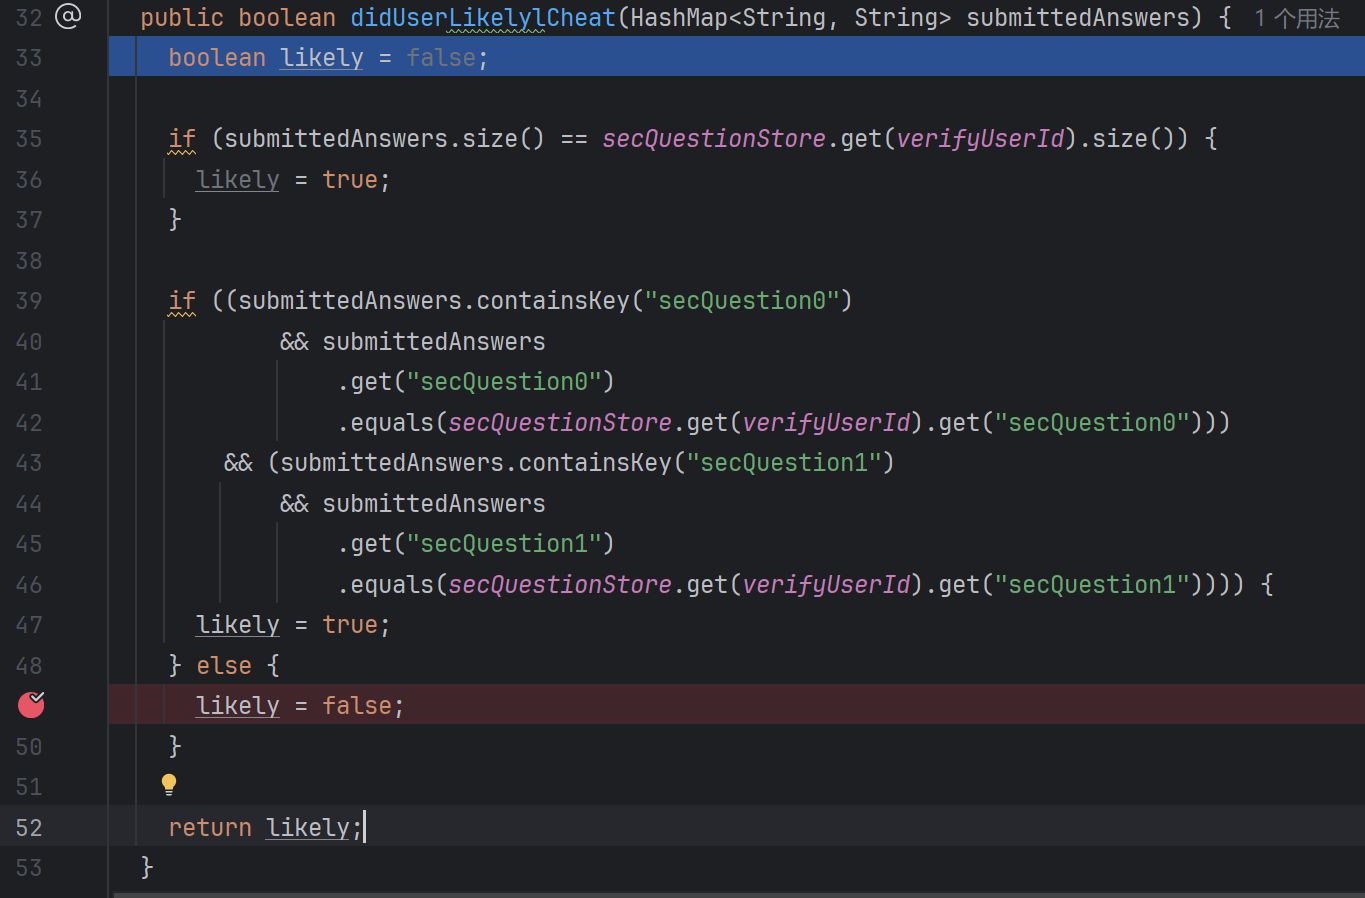 32 @ public boolean didUserLikelylCheat(HashMap<String, String> submittedAnswers) { 1 个用法
33 boolean likely = false;
34
35 if (submittedAnswers.size() == secQuestionStore.get(verifyUserId).size()) {
36 likely = true;
37 }
38
39 if ((submittedAnswers.containsKey("secQuestion0")
40 && submittedAnswers
41 .get("secQuestion0")
42 .equals(secQuestionStore.get(verifyUserId).get("secQuestion0")))
43 && (submittedAnswers.containsKey("secQuestion1")
44 && submittedAnswers
45 .get("secQuestion1")
46 .equals(secQuestionStore.get(verifyUserId).get("secQuestion1")))) {
47 likely = true;
48 } else {
likely = false;
50 }
51
52 return likely;
53 }